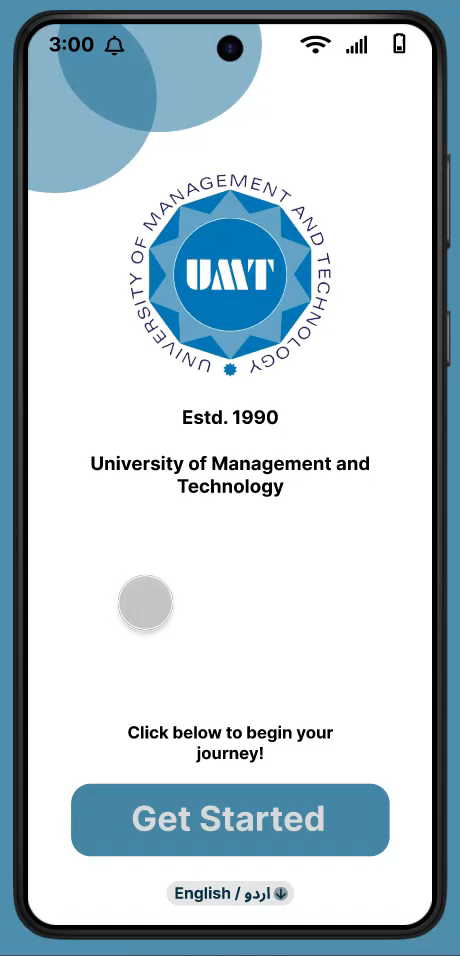 3:00
UNIVERSITY OF MANAGEMENT AND TECHNOLOGY
UMT
Estd. 1990
University of Management and
Technology
Click below to begin your
journey!
Get Started
English / اردو